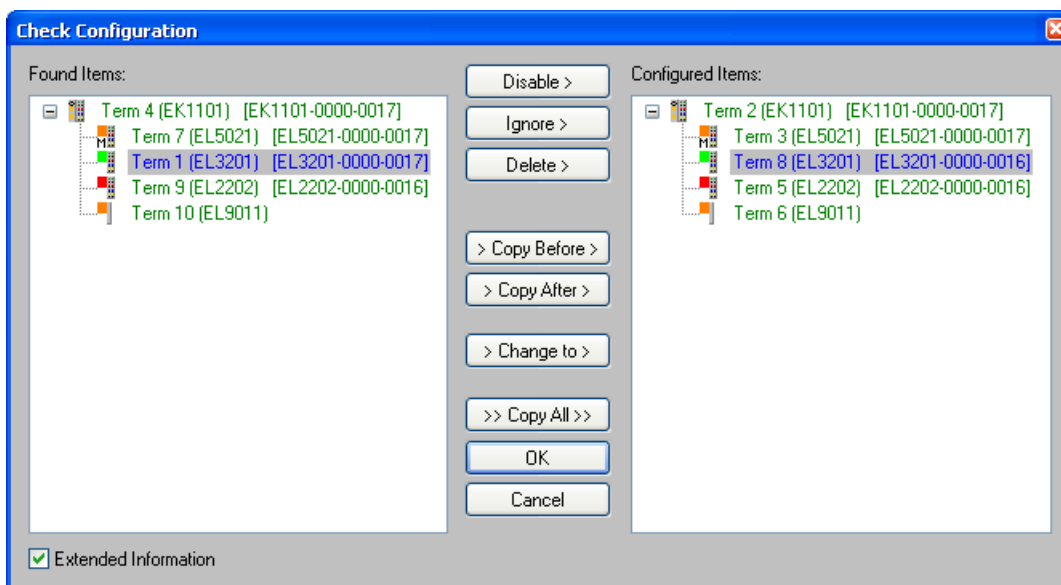 Check Configuration
Found Items:
Term 4 (EK1101) [EK1101-0000-0017]
Term 7 (EL5021) [EL5021-0000-0017]
Term 1 (EL3201) [EL3201-0000-0017]
Term 9 (EL2202) [EL2202-0000-0016]
Term 10 (EL9011)
Disable >
Ignore >
Delete >
> Copy Before >
> Copy After >
> Change to >
>> Copy All >>
OK
Cancel
Configured Items:
Term 2 (EK1101) [EK1101-0000-0017]
Term 3 (EL5021) [EL5021-0000-0017]
Term 8 (EL3201) [EL3201-0000-0016]
Term 5 (EL2202) [EL2202-0000-0016]
Term 6 (EL9011)
Extended Information